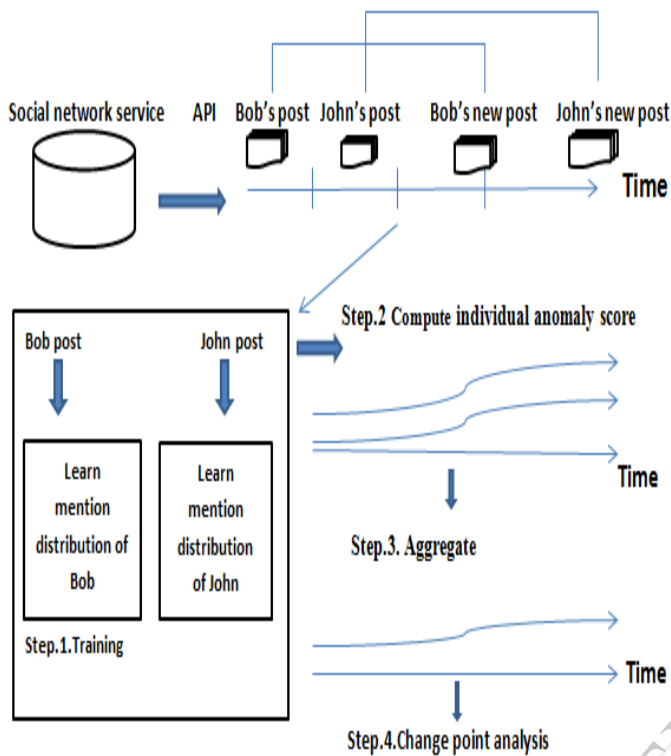 Social network service API Bob's post John's post Bob's new post John's new post
Time
Step.2 Compute individual anomaly score
Bob post John post
Learn
mention
distribution of
Bob
Learn
mention
distribution
of John
Time
Step.3. Aggregate
Step.1.Training
Time
Step.4.Change point analysis